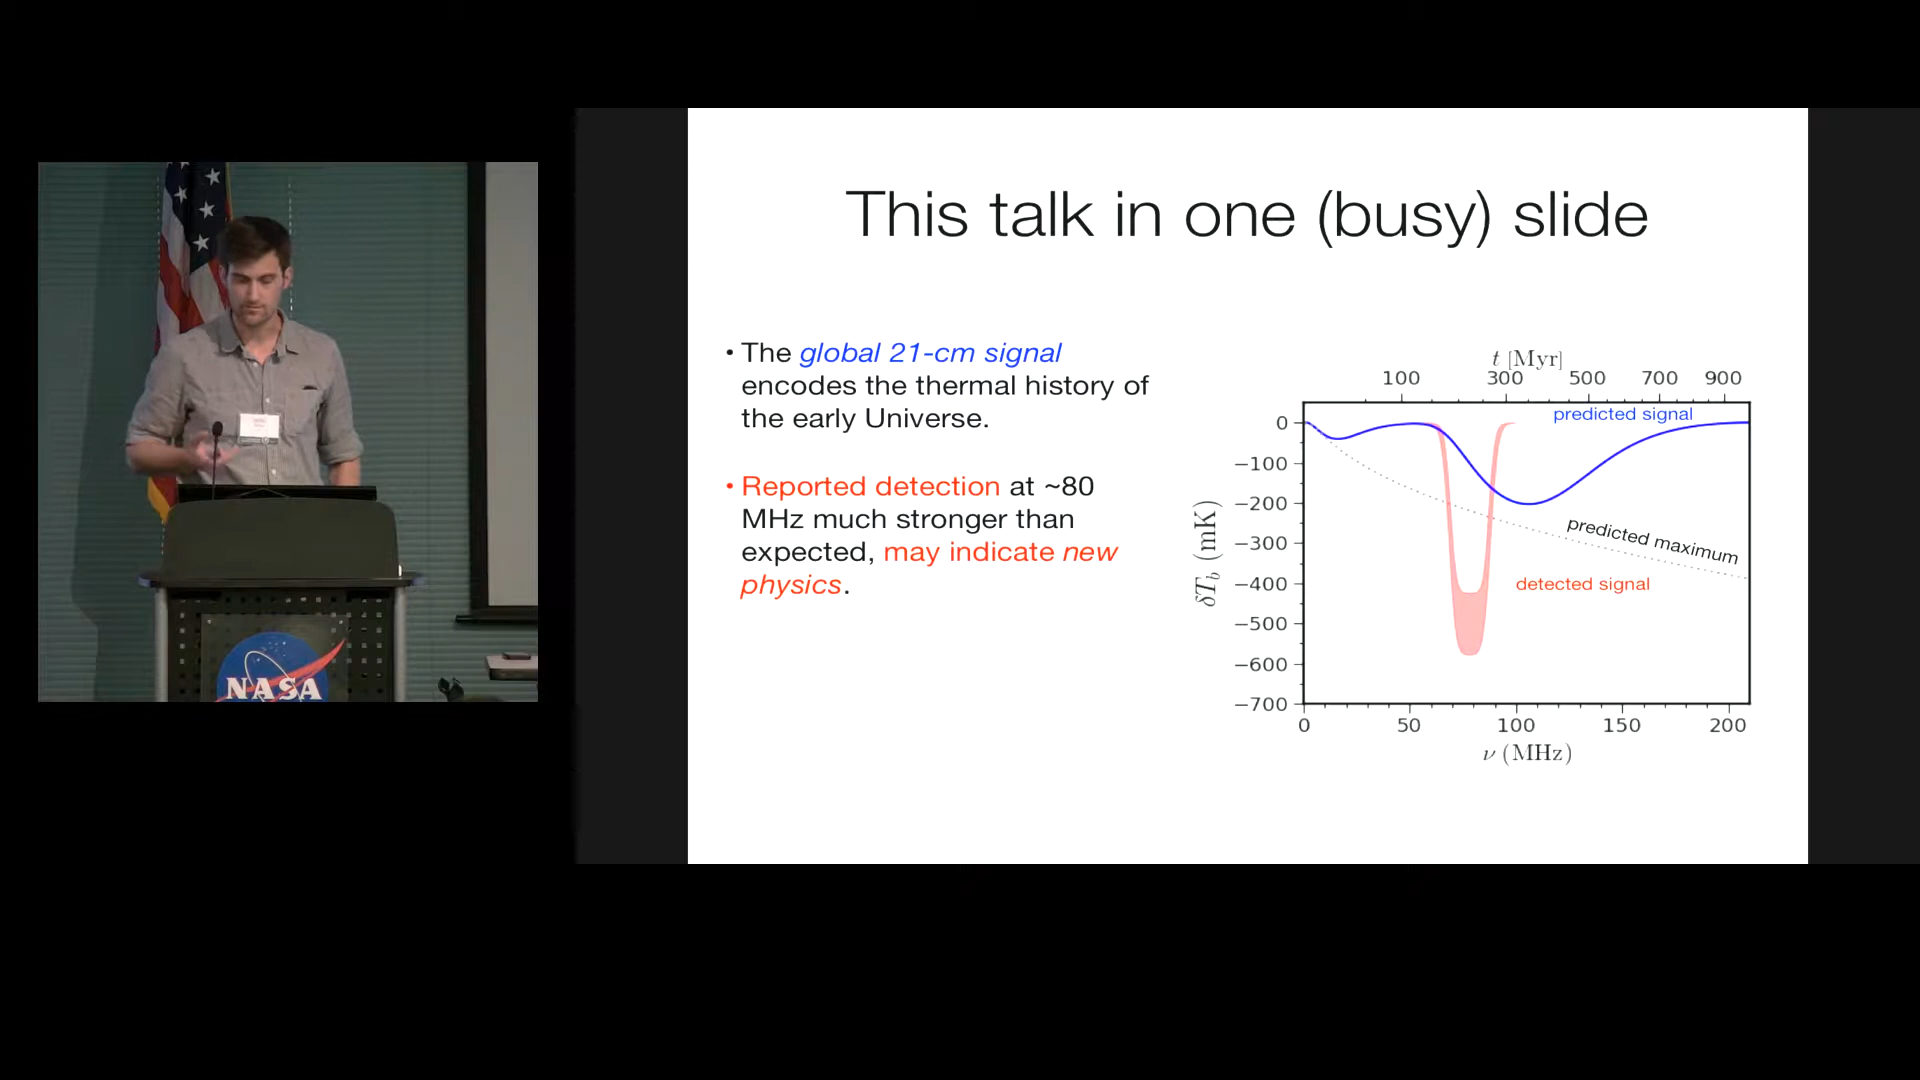 This talk in one (busy) slide
• The global 21-cm signal
encodes the thermal history of
the early Universe.
• Reported detection at ~80
MHz much stronger than
expected, may indicate new
physics.
t [Myr]
100 300 500 700 900
predicted signal
predicted maximum
detected signal
δT_b (mK)
0
−100
−200
−300
−400
−500
−600
−700
0 50 100 150 200
ν (MHz)
NASA